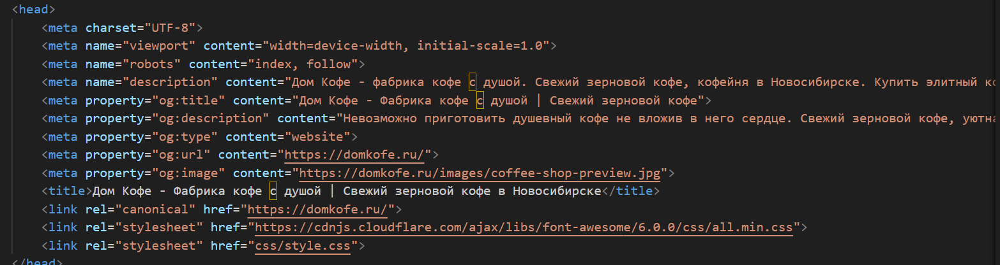 <head>
<meta charset="UTF-8">
<meta name="viewport" content="width=device-width, initial-scale=1.0">
<meta name="robots" content="index, follow">
<meta name="description" content="Дом Кофе - фабрика кофе с душой. Свежий зерновой кофе, кофейня в Новосибирске. Купить элитный
<meta property="og:title" content="Дом Кофе - Фабрика кофе с душой | Свежий зерновой кофе">
<meta property="og:description" content="Невозможно приготовить душевный кофе не вложив в него сердце. Свежий зерновой кофе,
<meta property="og:type" content="website">
<meta property="og:url" content="https://domkofe.ru/">
<meta property="og:image" content="https://domkofe.ru/images/coffee-shop-preview.jpg">
<title>Дом Кофе - Фабрика кофе с душой | Свежий зерновой кофе в Новосибирске</title>
<link rel="canonical" href="https://domkofe.ru/">
<link rel="stylesheet" href="https://cdnjs.cloudflare.com/ajax/libs/font-awesome/6.0.0/css/all.min.css">
<link rel="stylesheet" href="css/style.css">
</head>